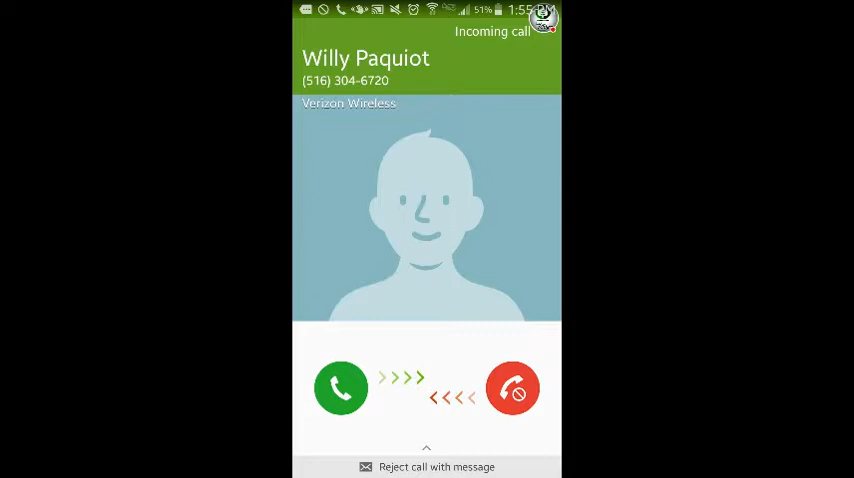 51% 1:55 PM
Incoming call
Willy Paquiot
(516) 304-6720
Verizon Wireless
Reject call with message